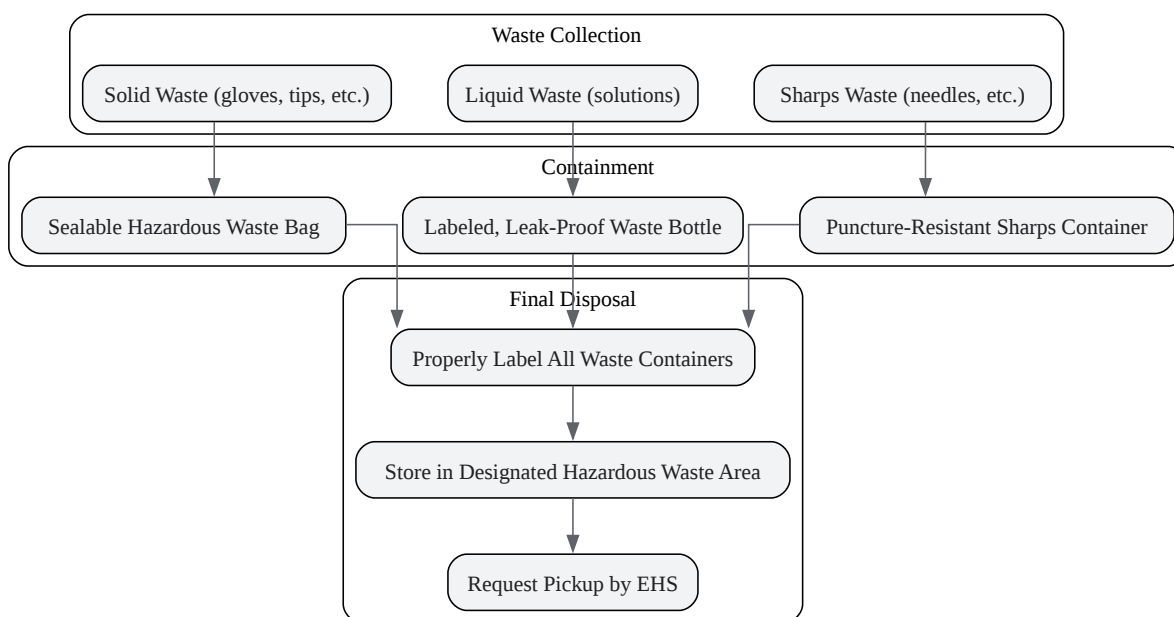 Waste Collection
Solid Waste (gloves, tips, etc.)
Liquid Waste (solutions)
Sharps Waste (needles, etc.)
Containment
Sealable Hazardous Waste Bag
Labeled, Leak-Proof Waste Bottle
Puncture-Resistant Sharps Container
Final Disposal
Properly Label All Waste Containers
Store in Designated Hazardous Waste Area
Request Pickup by EHS